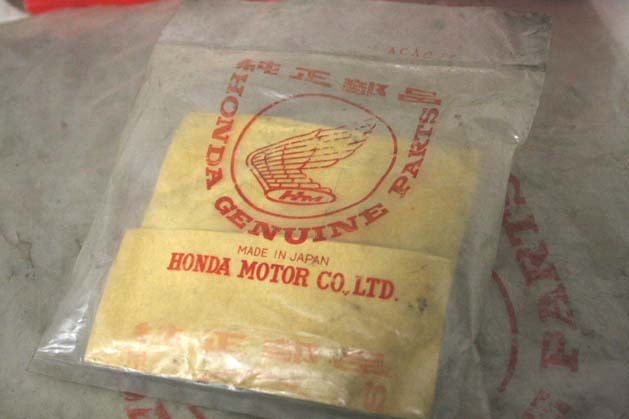 純正部品
HONDA GENUINE PARTS
HM
MADE IN JAPAN
HONDA MOTOR CO., LTD.
PARTS